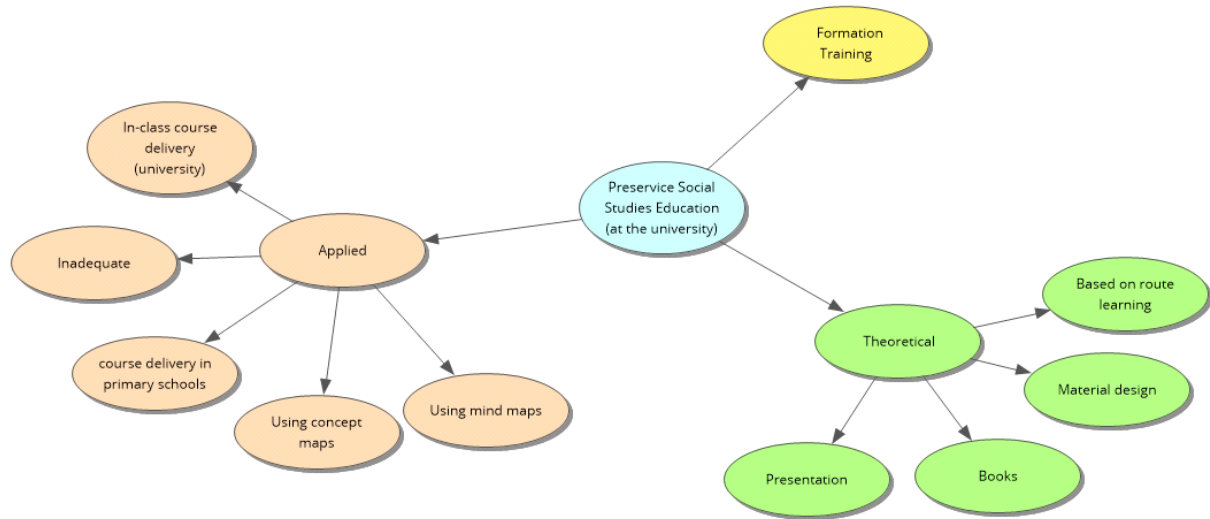 Formation
Training
In-class course
delivery
(university)
Preservice Social
Studies Education
(at the university)
Applied
Inadequate
Based on route
learning
Theoretical
course delivery in
primary schools
Material design
Using concept
maps
Using mind maps
Presentation
Books